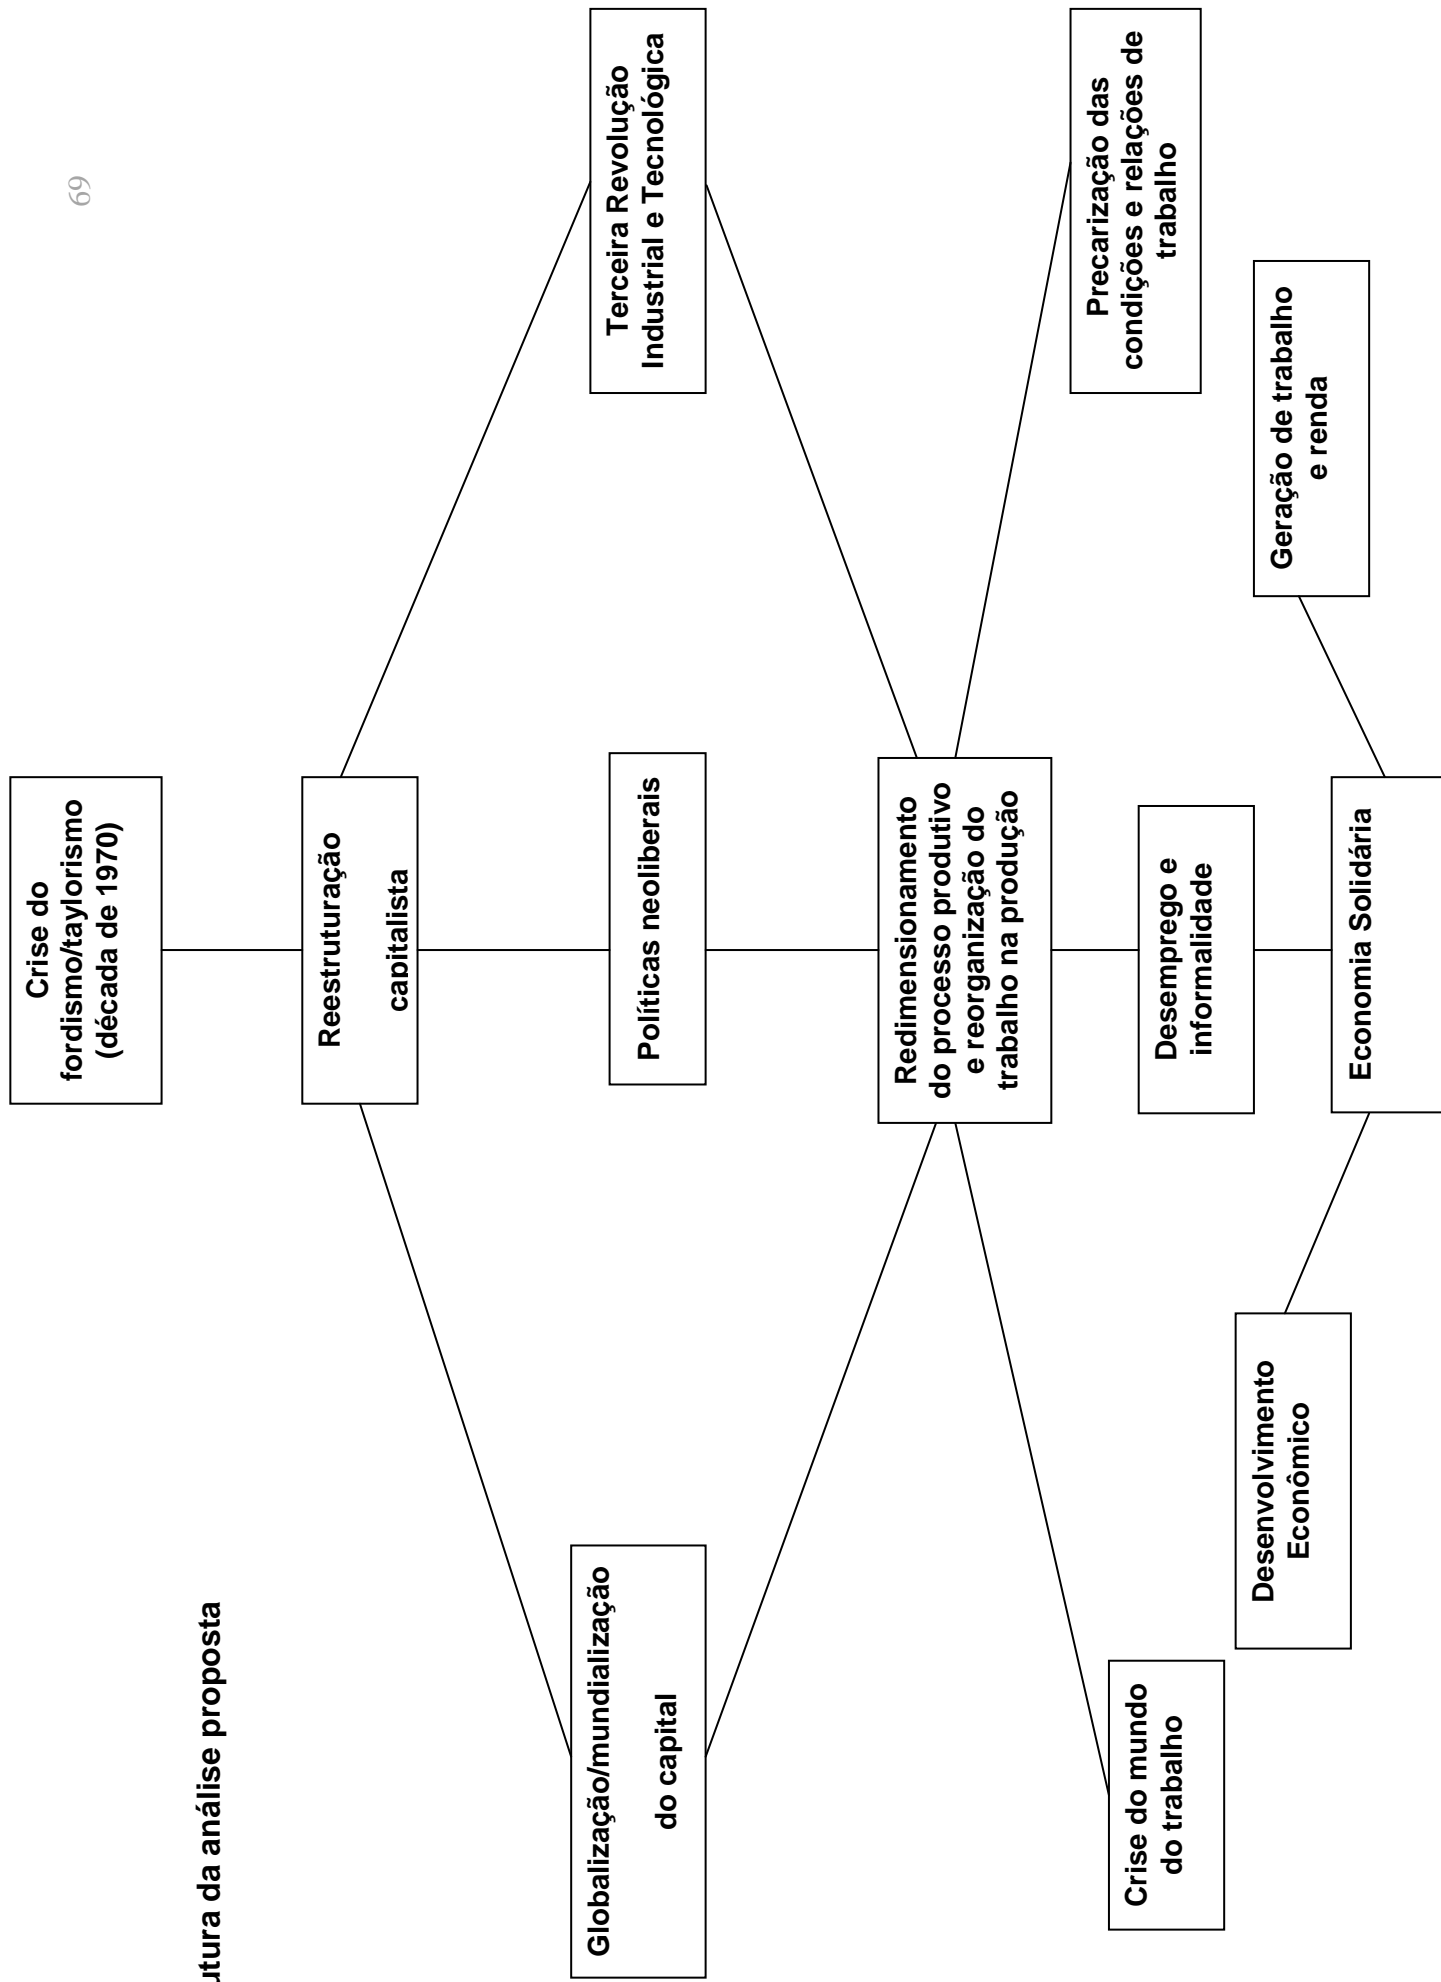 69
da análise proposta
Crise do
fordismo/taylorismo
(década de 1970)
Reestruturação
capitalista
Globalização/mundialização
do capital
Políticas neoliberais
Terceira Revolução
Industrial e Tecnológica
Redimensionamento
do processo produtivo
e reorganização do
trabalho na produção
Crise do mundo
do trabalho
Desemprego e
informalidade
Precarização das
condições e relações de
trabalho
Desenvolvimento
Econômico
Economia Solidária
Geração de trabalho
e renda